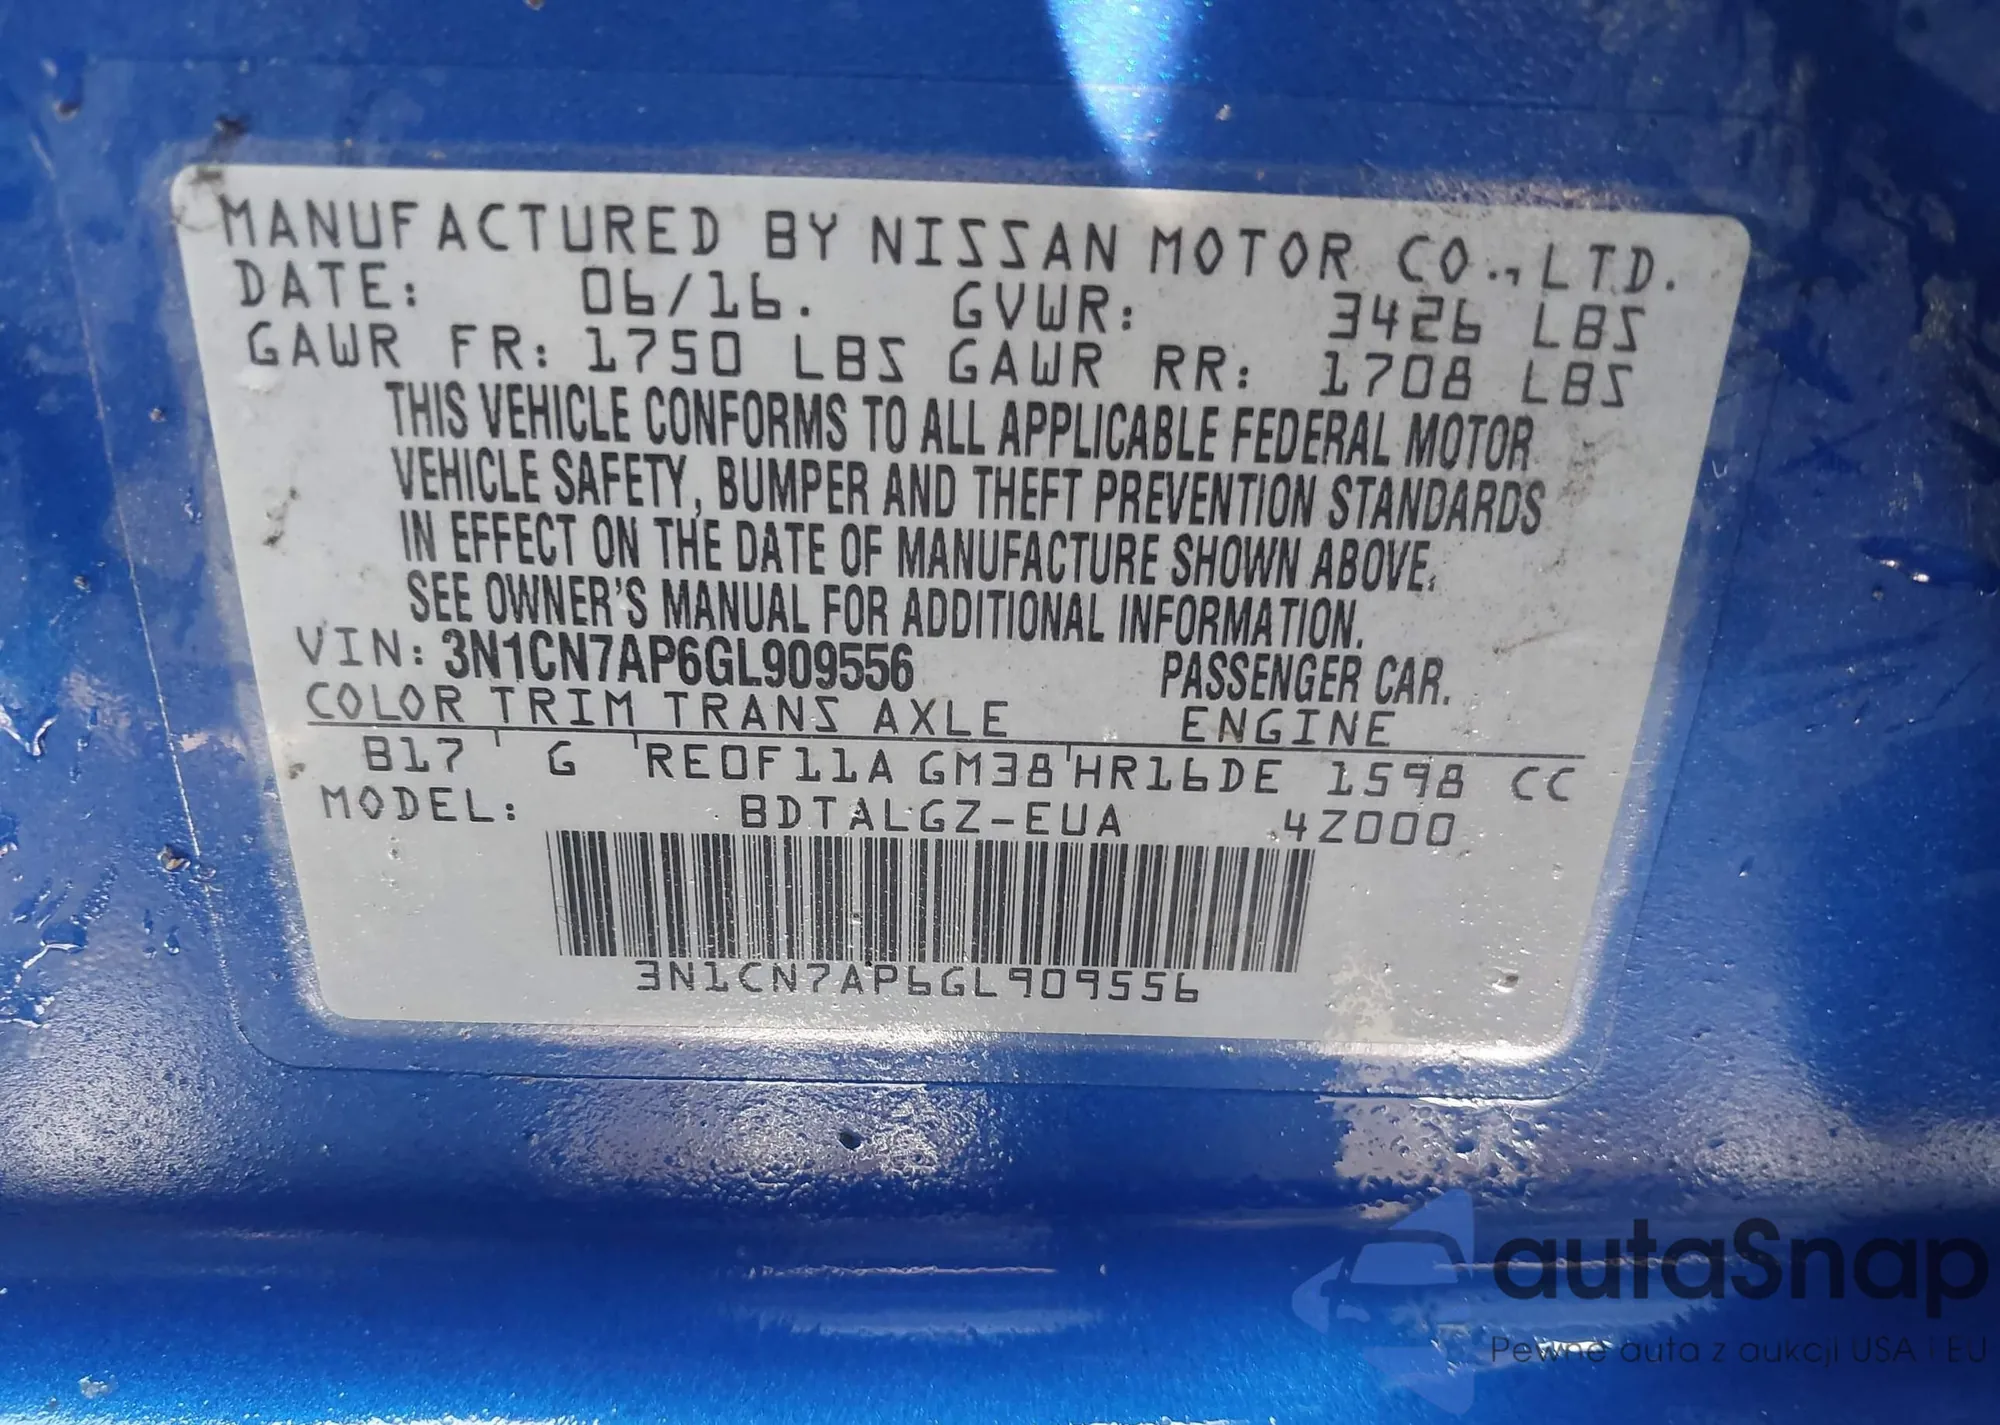 MANUFACTURED BY NISSAN MOTOR CO., LTD.
DATE: 06/16. GVWR: 3426 LBS
GAWR FR: 1750 LBS GAWR RR: 1708 LBS
THIS VEHICLE CONFORMS TO ALL APPLICABLE FEDERAL MOTOR
VEHICLE SAFETY, BUMPER AND THEFT PREVENTION STANDARDS
IN EFFECT ON THE DATE OF MANUFACTURE SHOWN ABOVE.
SEE OWNER'S MANUAL FOR ADDITIONAL INFORMATION.
VIN: 3N1CN7AP6GL909556 PASSENGER CAR.
COLOR TRIM TRANS AXLE ENGINE
B17 G RE0F11A GM38 HR16DE 1598 CC
MODEL: BDTALGZ-EUA 4Z000
3N1CN7AP6GL909556
autaSnap
Pewne auta z aukcji USA i EU